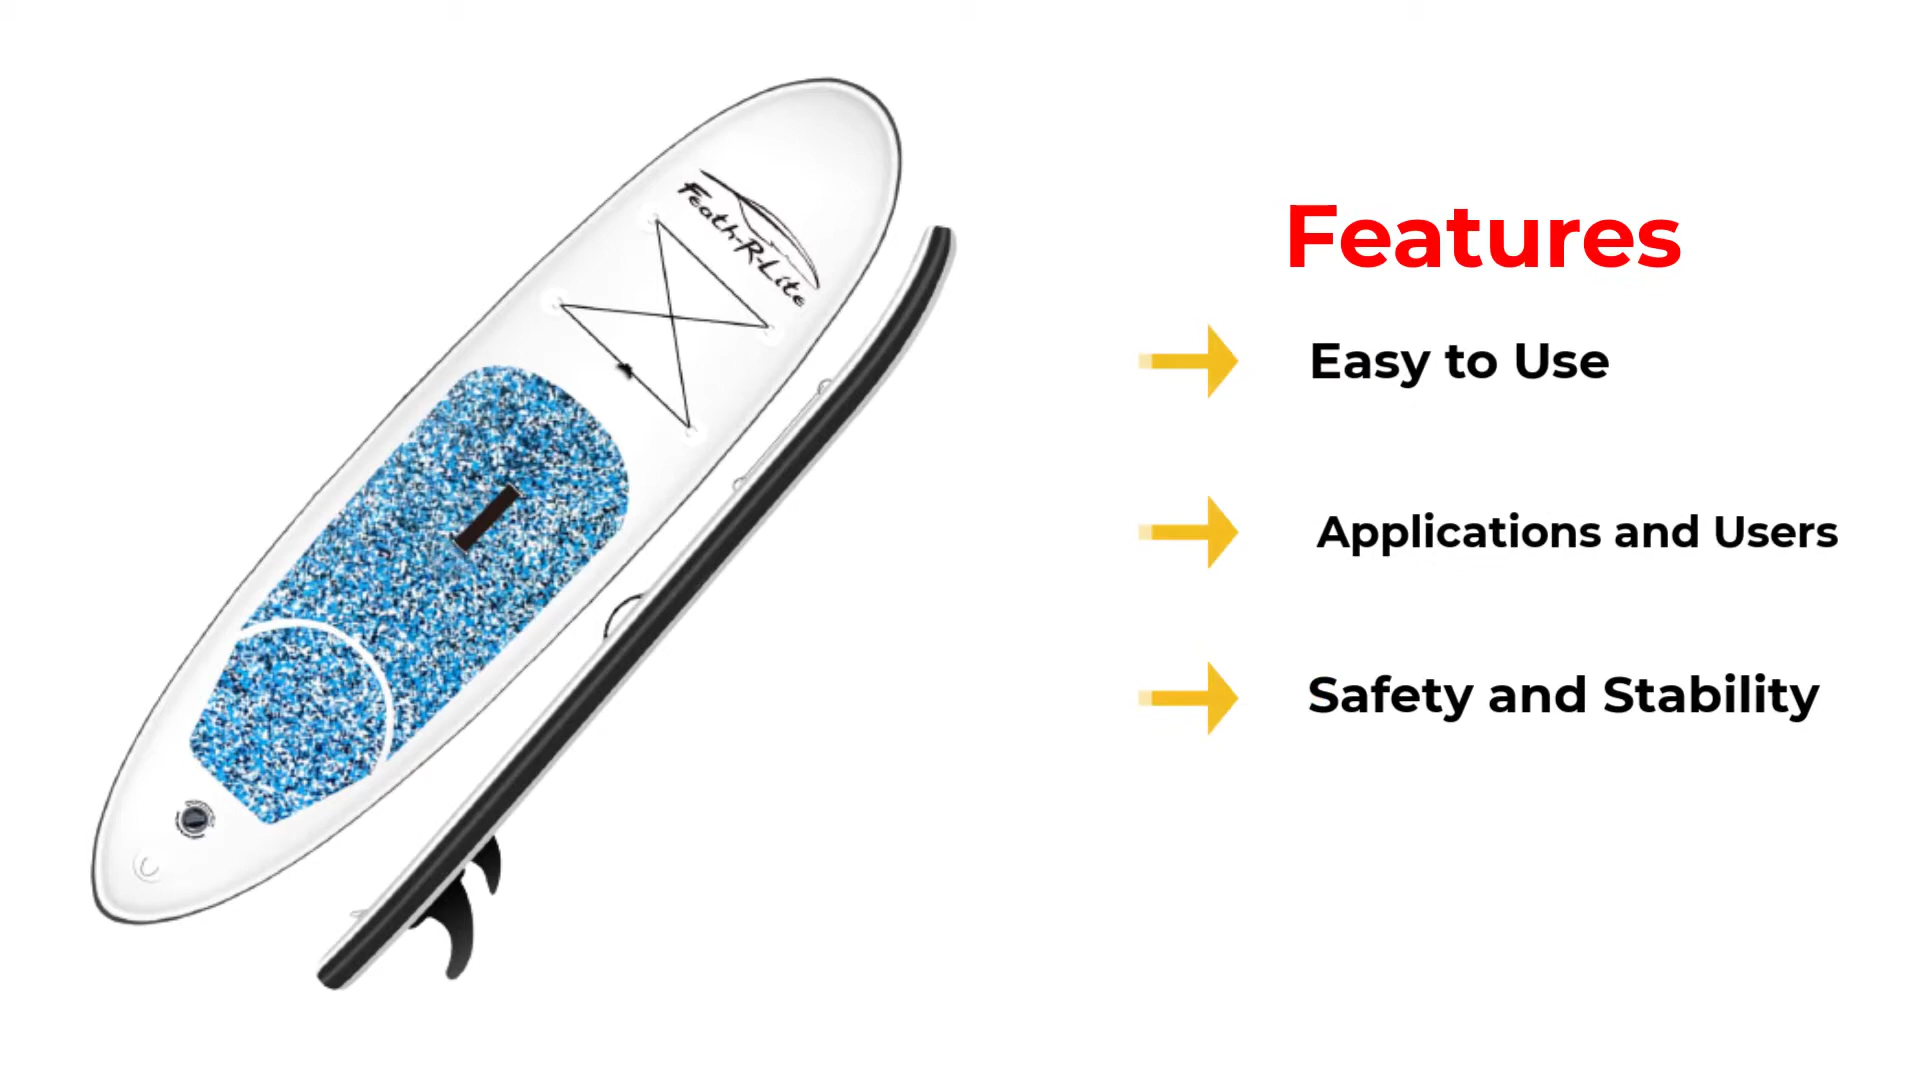 Feath-R-Lite
Features
Easy to Use
Applications and Users
Safety and Stability